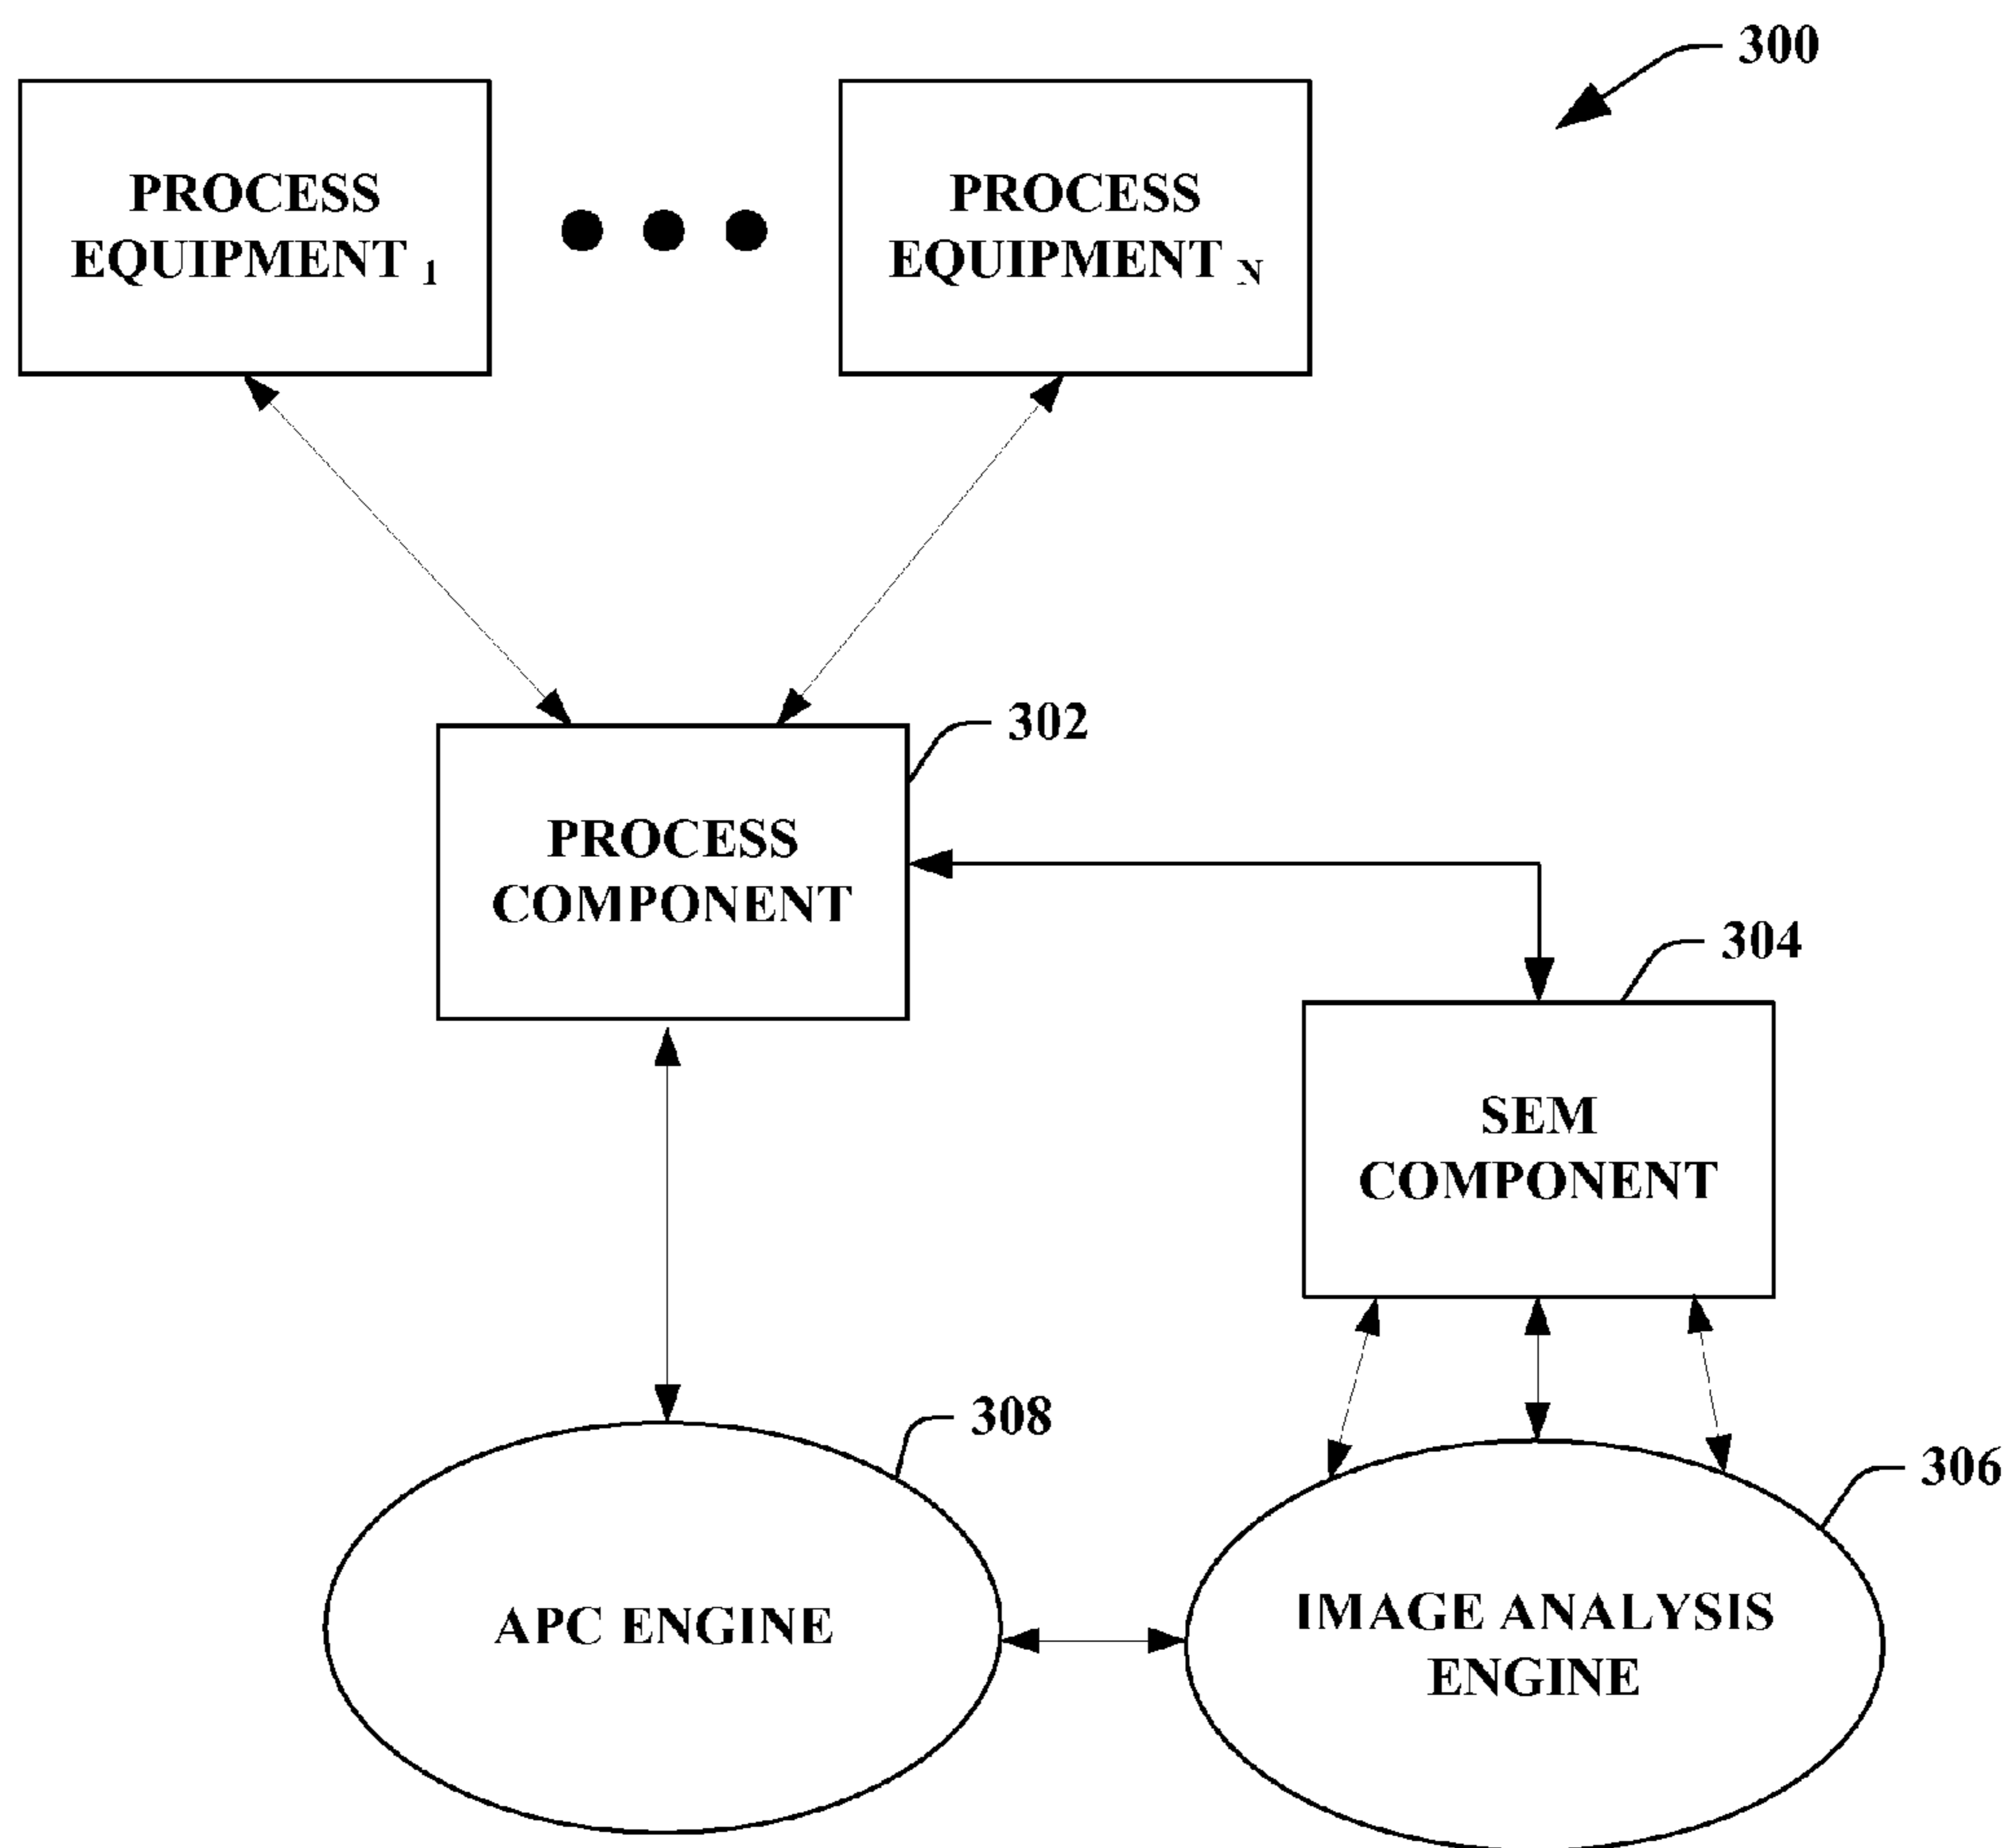 300
PROCESS
EQUIPMENT 1
PROCESS
EQUIPMENT N
302
PROCESS
COMPONENT
304
SEM
COMPONENT
308
306
APC ENGINE
IMAGE ANALYSIS
ENGINE